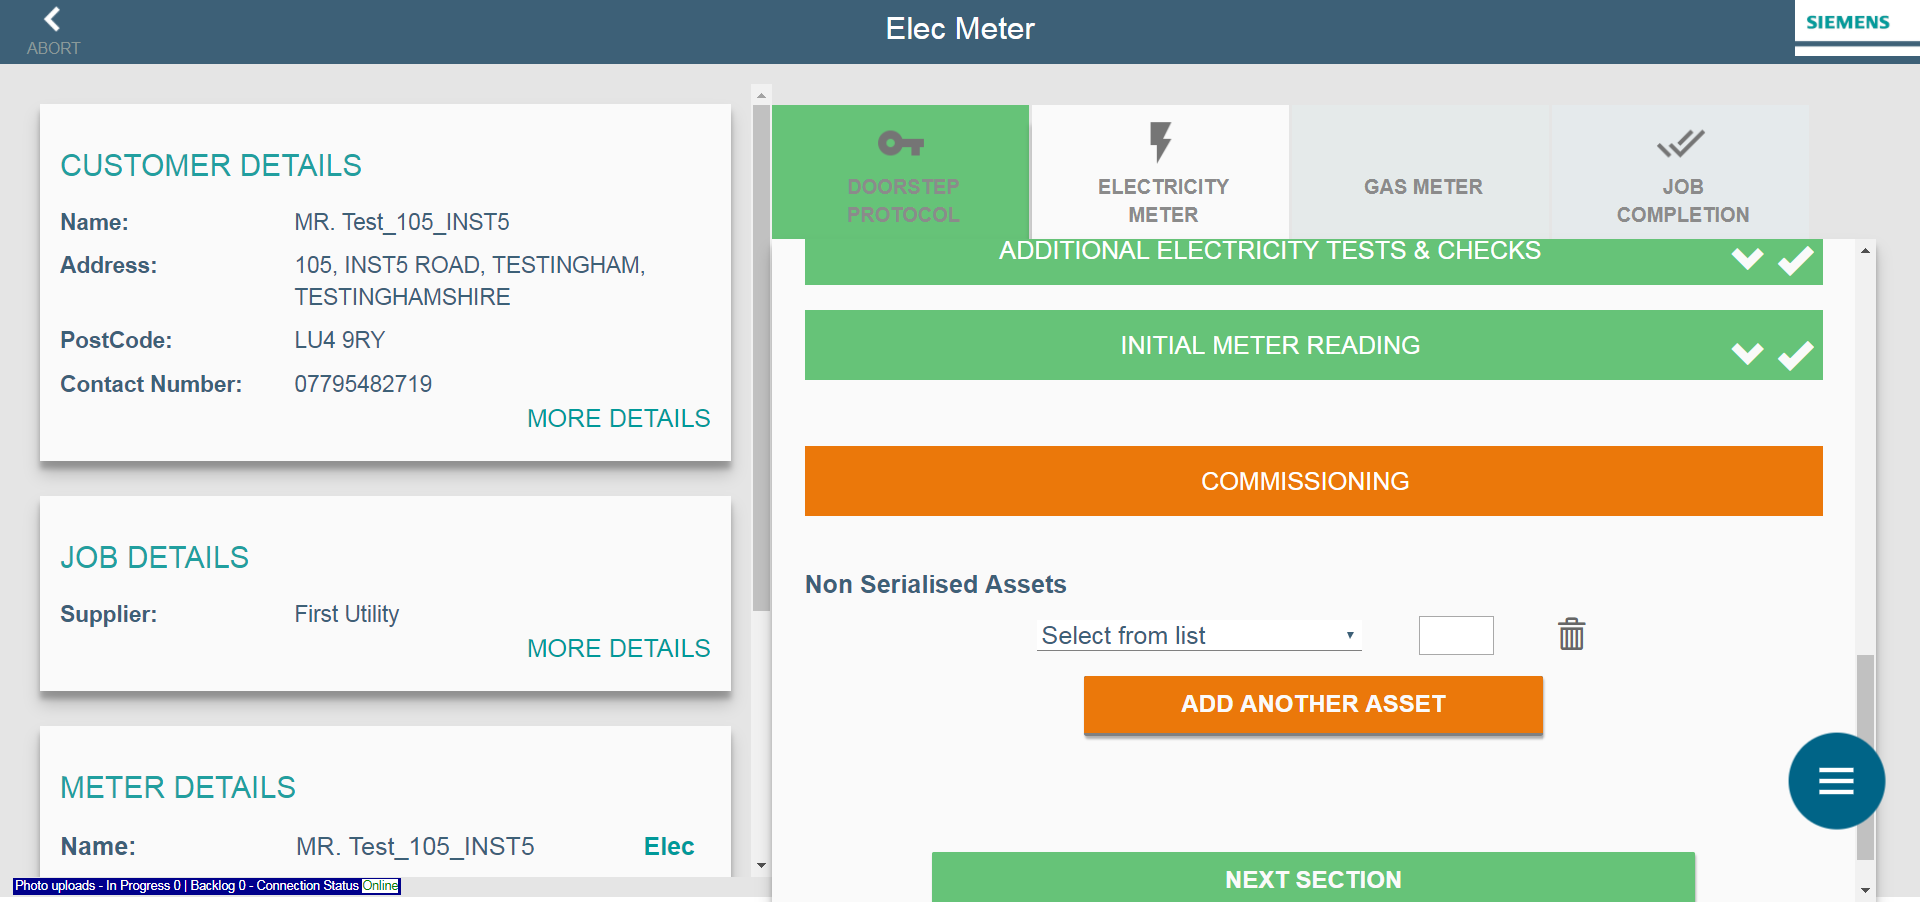 ABORT
Elec Meter
SIEMENS
CUSTOMER DETAILS
Name: MR. Test_105_INST5
Address: 105, INST5 ROAD, TESTINGHAM,
TESTINGHAMSHIRE
PostCode: LU4 9RY
Contact Number: 07795482719
MORE DETAILS
JOB DETAILS
Supplier: First Utility
MORE DETAILS
METER DETAILS
Name: MR. Test_105_INST5 Elec
Photo uploads - In Progress 0 | Backlog 0 - Connection Status Online
DOORSTEP
PROTOCOL
ELECTRICITY
METER
GAS METER
JOB
COMPLETION
ADDITIONAL ELECTRICITY TESTS & CHECKS
INITIAL METER READING
COMMISSIONING
Non Serialised Assets
Select from list
ADD ANOTHER ASSET
NEXT SECTION